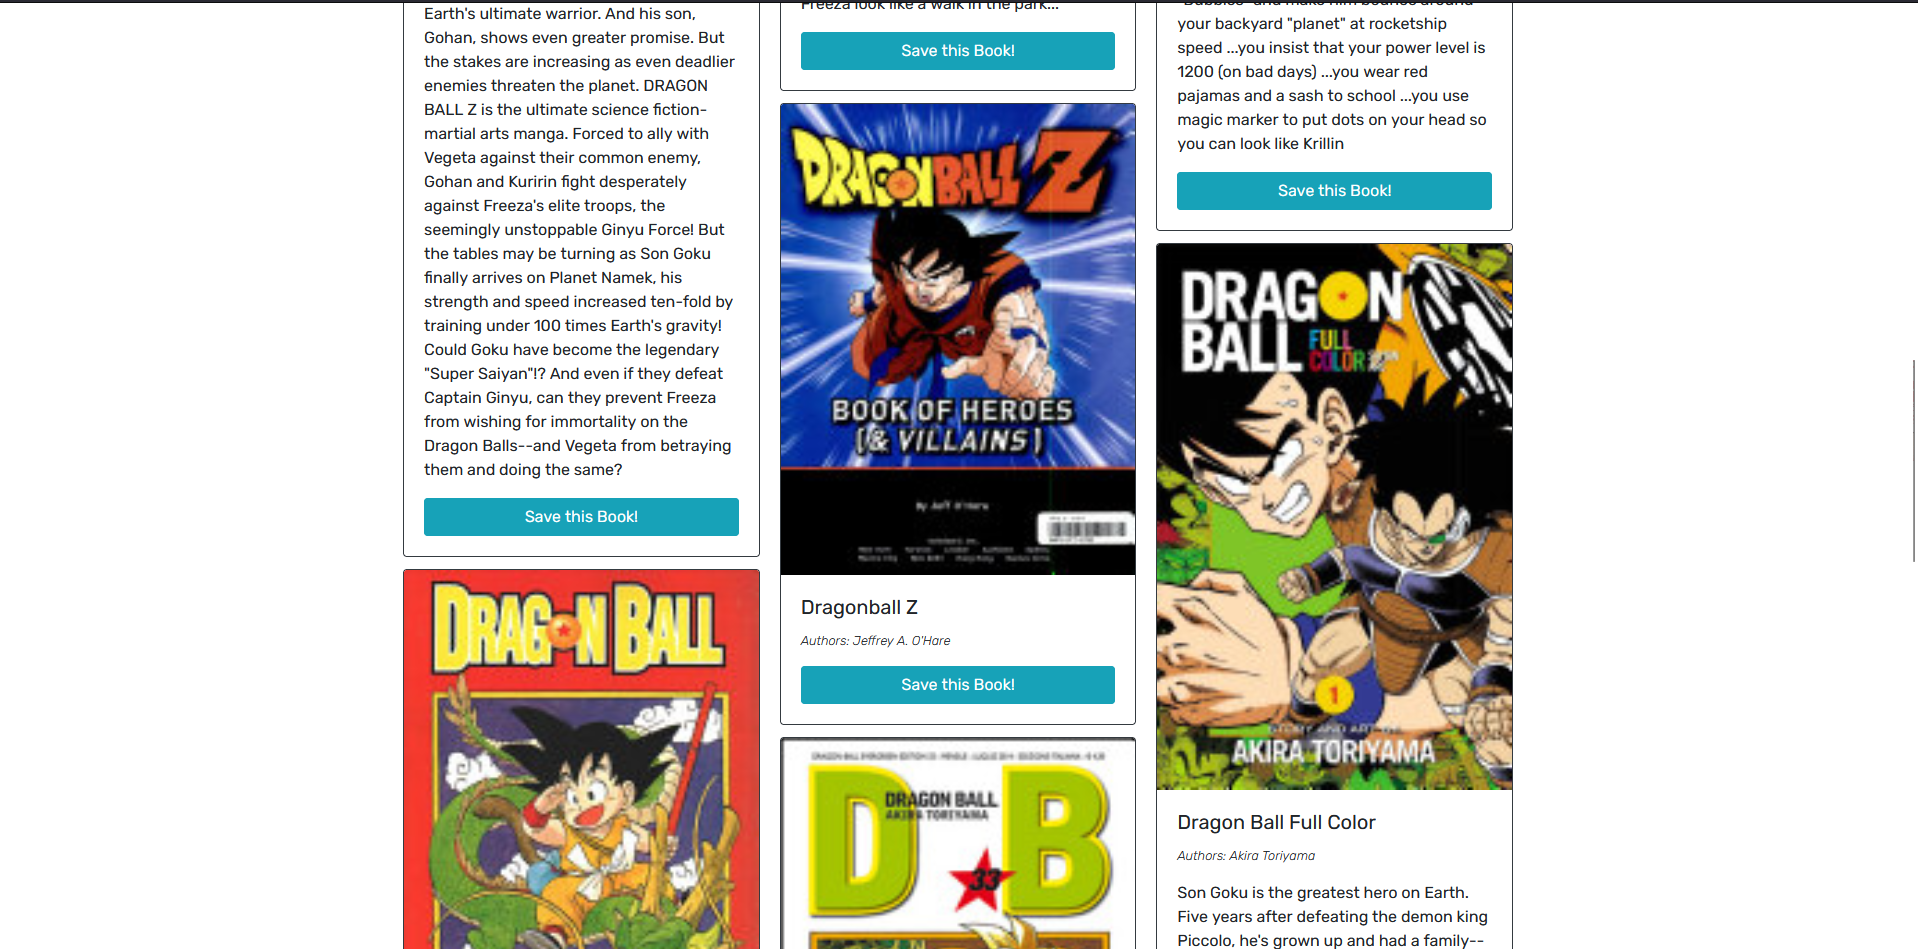 Earth's ultimate warrior. And his son,
Gohan, shows even greater promise. But
the stakes are increasing as even deadlier
enemies threaten the planet. DRAGON
BALL Z is the ultimate science fiction-
martial arts manga. Forced to ally with
Vegeta against their common enemy,
Gohan and Kuririn fight desperately
against Freeza's elite troops, the
seemingly unstoppable Ginyu Force! But
the tables may be turning as Son Goku
finally arrives on Planet Namek, his
strength and speed increased ten-fold by
training under 100 times Earth's gravity!
Could Goku have become the legendary
"Super Saiyan"!? And even if they defeat
Captain Ginyu, can they prevent Freeza
from wishing for immortality on the
Dragon Balls--and Vegeta from betraying
them and doing the same?
Save this Book!
DRAGON BALL
Freeza look like a walk in the park...
Save this Book!
DRAGONBALL Z
BOOK OF HEROES
(& VILLAINS)
By Jeff O'Hare
Dragonball Z
Authors: Jeffrey A. O'Hare
Save this Book!
DB
DRAGON BALL
AKIRA TORIYAMA
33
"Bubbles" and make him bounce around
your backyard "planet" at rocketship
speed ...you insist that your power level is
1200 (on bad days) ...you wear red
pajamas and a sash to school ...you use
magic marker to put dots on your head so
you can look like Krillin
Save this Book!
DRAGON
BALL FULL
COLOR
1
STORY AND ART BY
AKIRA TORIYAMA
Dragon Ball Full Color
Authors: Akira Toriyama
Son Goku is the greatest hero on Earth.
Five years after defeating the demon king
Piccolo, he's grown up and had a family--